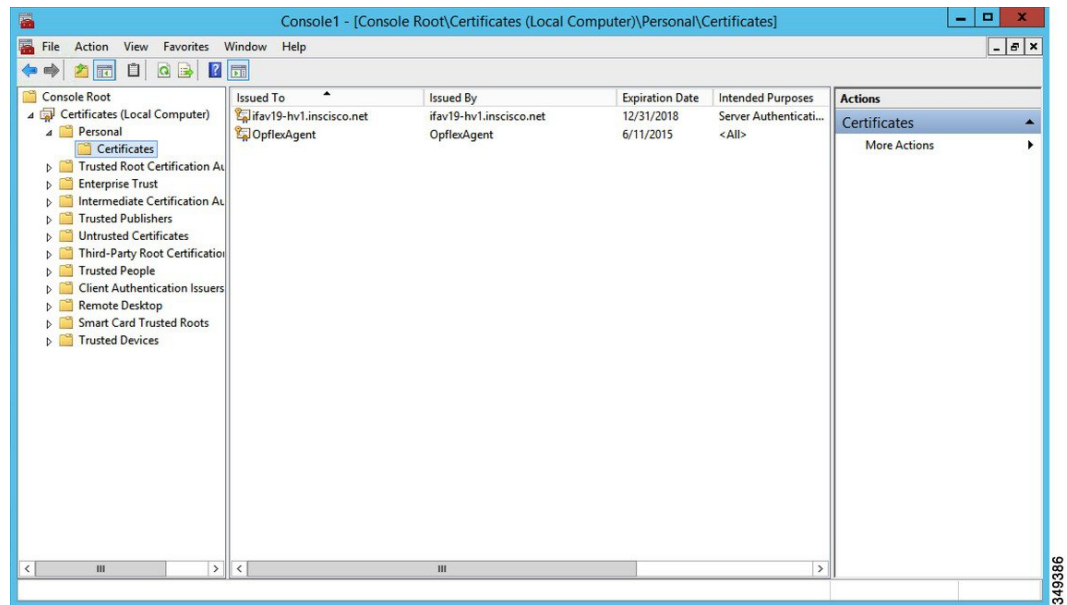 Console1 - [Console Root\Certificates (Local Computer)\Personal\Certificates]
File Action View Favorites Window Help
Console Root
Certificates (Local Computer)
Personal
Certificates
Trusted Root Certification Au
Enterprise Trust
Intermediate Certification Au
Trusted Publishers
Untrusted Certificates
Third-Party Root Certification
Trusted People
Client Authentication Issuers
Remote Desktop
Smart Card Trusted Roots
Trusted Devices
Issued To Issued By Expiration Date Intended Purposes
ifav19-hv1.inscisco.net ifav19-hv1.inscisco.net 12/31/2018 Server Authenticati...
OpflexAgent OpflexAgent 6/11/2015 <All>
Actions
Certificates
More Actions
349386